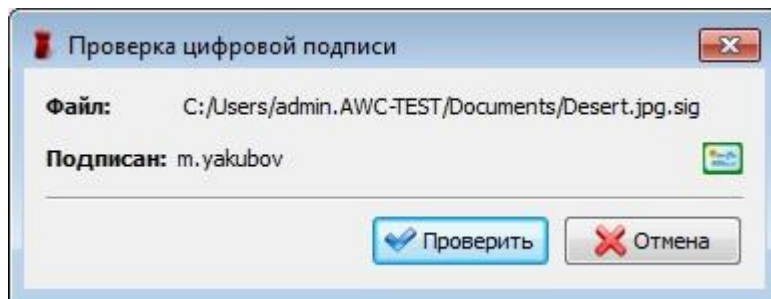 Проверка цифровой подписи
Файл: C:/Users/admin.AWC-TEST/Documents/Desert.jpg.sig
Подписан: m.yakubov
Проверить Отмена